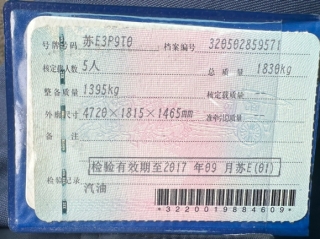 号牌号码 苏E3P9T0 档案编号 320502859571
核定载人数 5人 总质量 1830kg
整备质量 1395kg 核定载质量 --
外廓尺寸 4720×1815×1465mm 准牵引总质量 --
备注
检验有效期至2017年09月苏E(01)
检验记录
汽油
*3220019884609*